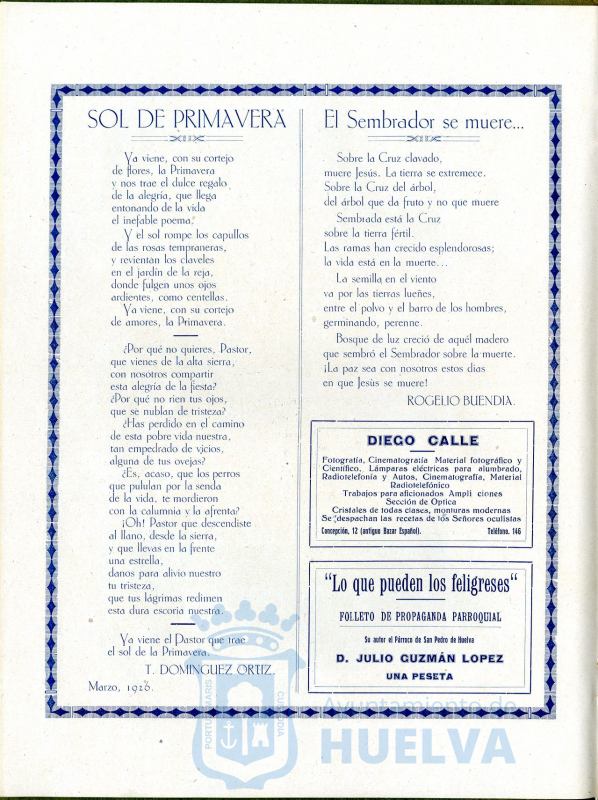 SOL DE PRIMAVERA
Ya viene, con su cortejo
de flores, la Primavera
y nos trae el dulce regalo
de la alegría, que llega
entonando de la vida
el inefable poema.
Y el sol rompe los capullos
de las rosas tempraneras,
y revientan los claveles
en el jardín de la reja,
donde fulgen unos ojos
ardientes, como centellas.
Ya viene, con su cortejo
de amores, la Primavera.
¿Por qué no quieres, Pastor,
que vienes de la alta sierra,
con nosotros compartir
esta alegría de la fiesta?
¿Por qué no rien tus ojos,
que se nublan de tristeza?
¿Has perdido en el camino
de esta pobre vida nuestra,
tan empedrado de vicios,
alguna de tus ovejas?
¿Es, acaso, que los perros
que pululan por la senda
de la vida, te mordieron
con la calumnia y la afrenta?
¡Oh! Pastor que descendiste
al llano, desde la sierra,
y que llevas en la frente
una estrella,
danos para alivio nuestro
tu tristeza,
que tus lágrimas redimen
esta dura escoria nuestra.
Ya viene el Pastor que trae
el sol de la Primavera.
T. DOMINGUEZ ORTIZ.
Marzo, 1926.
El Sembrador se muere...
Sobre la Cruz clavado,
muere Jesús. La tierra se extremece.
Sobre la Cruz del árbol,
del árbol que da fruto y no que muere
Sembrada está la Cruz
sobre la tierra fértil.
Las ramas han crecido esplendorosas;
la vida está en la muerte...
La semilla en el viento
va por las tierras lueñes,
entre el polvo y el barro de los hombres,
germinando, perenne.
Bosque de luz creció de aquél madero
que sembró el Sembrador sobre la muerte.
¡La paz sea con nosotros estos dias
en que Jesús se muere!
ROGELIO BUENDIA.
DIEGO CALLE
Fotografía, Cinematografía Material fotográfico y
Científico, Lámparas eléctricas para alumbrado,
Radiotelefonía y Autos, Cinematografía, Material
Radiotelefónico
Trabajos para aficionados Ampli ciones
Sección de Optica
Cristales de todas clases, monturas modernas
Se despachan las recetas de los Señores oculistas
Concepción, 12 (antiguo Bazar Español). Teléfono. 146
"Lo que pueden los feligreses"
FOLLETO DE PROPAGANDA PARROQUIAL
Su autor el Párroco de San Pedro de Huelva
D. JULIO GUZMÁN LOPEZ
UNA PESETA
Ayuntamiento de
HUELVA